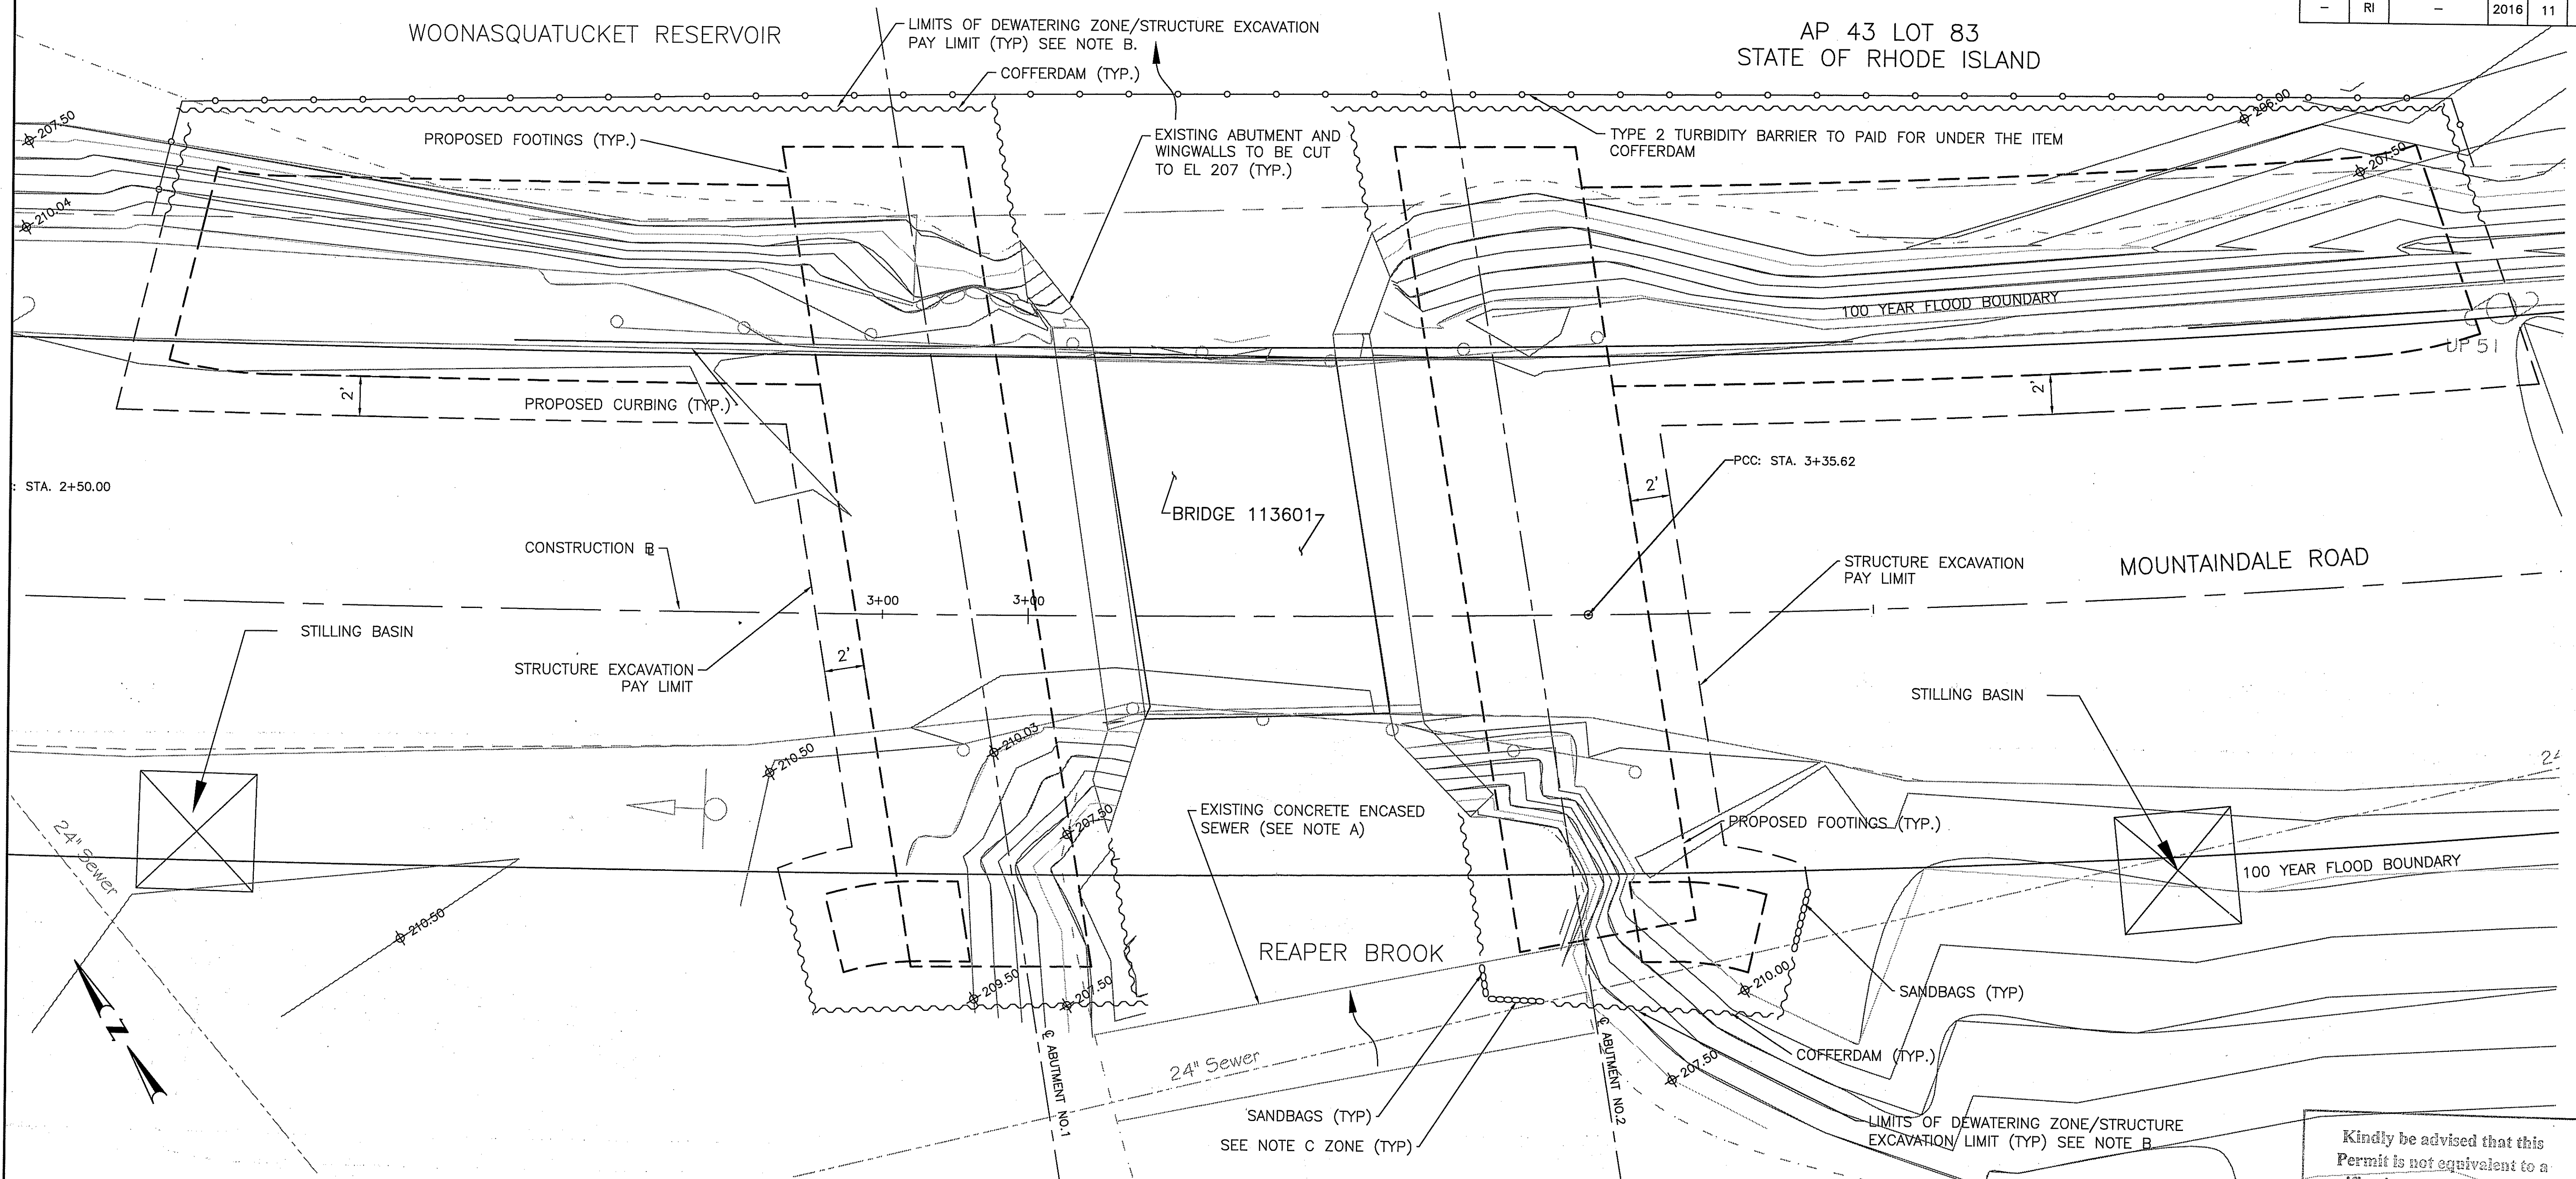 WOONASQUATUCKET RESERVOIR
LIMITS OF DEWATERING ZONE/STRUCTURE EXCAVATION
PAY LIMIT (TYP) SEE NOTE B.
COFFERDAM (TYP.)
AP 43 LOT 83
STATE OF RHODE ISLAND
– RI – 2016 11
207.50
PROPOSED FOOTINGS (TYP.)
EXISTING ABUTMENT AND
WINGWALLS TO BE CUT
TO EL 207 (TYP.)
TYPE 2 TURBIDITY BARRIER TO PAID FOR UNDER THE ITEM
COFFERDAM
206.00
207.50
210.04
100 YEAR FLOOD BOUNDARY
UP 51
2'
PROPOSED CURBING (TYP.)
2'
: STA. 2+50.00
PCC: STA. 3+35.62
2'
BRIDGE 113601
CONSTRUCTION BL
STRUCTURE EXCAVATION
PAY LIMIT
MOUNTAINDALE ROAD
3+00
3+00
STILLING BASIN
2'
STRUCTURE EXCAVATION
PAY LIMIT
STILLING BASIN
210.50
210.03
24
24" Sewer
207.50
EXISTING CONCRETE ENCASED
SEWER (SEE NOTE A)
PROPOSED FOOTINGS (TYP.)
100 YEAR FLOOD BOUNDARY
210.50
REAPER BROOK
209.50
207.50
210.00
SANDBAGS (TYP)
N
℄ ABUTMENT NO.1
24" Sewer
℄ ABUTMENT NO.2
207.50
COFFERDAM (TYP.)
SANDBAGS (TYP)
SEE NOTE C ZONE (TYP)
LIMITS OF DEWATERING ZONE/STRUCTURE
EXCAVATION LIMIT (TYP) SEE NOTE B
Kindly be advised that this
Permit is not equivalent to a